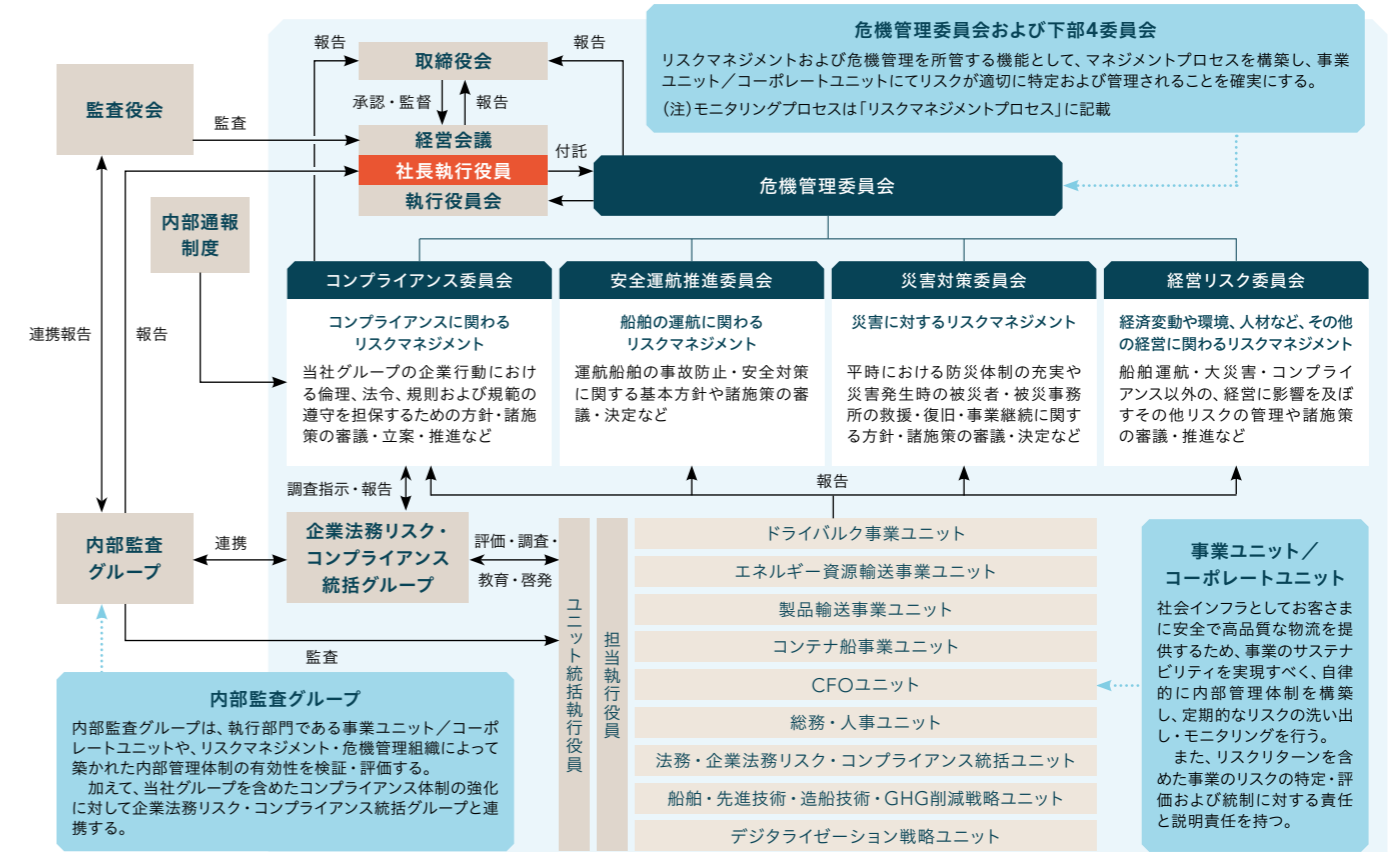 報告
報告
取締役会
承認・監督
報告
監査役会
監査
経営会議
社長執行役員
執行役員会
付託
危機管理委員会および下部4委員会
リスクマネジメントおよび危機管理を所管する機能として、マネジメントプロセスを構築し、事業
ユニット／コーポレートユニットにてリスクが適切に特定および管理されることを確実にする。
（注）モニタリングプロセスは「リスクマネジメントプロセス」に記載
危機管理委員会
内部通報
制度
連携報告
報告
コンプライアンス委員会
コンプライアンスに関わる
リスクマネジメント
当社グループの企業行動におけ
る倫理、法令、規則および規範の
遵守を担保するための方針・諸施
策の審議・立案・推進など
安全運航推進委員会
船舶の運航に関わる
リスクマネジメント
運航船舶の事故防止・安全対策
に関する基本方針や諸施策の審
議・決定など
災害対策委員会
災害に対するリスクマネジメント
平時における防災体制の充実や
災害発生時の被災者・被災事務
所の救援・復旧・事業継続に関す
る方針・諸施策の審議・決定など
経営リスク委員会
経済変動や環境、人材など、その他
の経営に関わるリスクマネジメント
船舶運航・大災害・コンプライ
アンス以外の、経営に影響を及ぼ
すその他リスクの管理や諸施策
の審議・推進など
調査指示・報告
報告
内部監査
グループ
連携
企業法務リスク・
コンプライアンス
統括グループ
評価・調査・
教育・啓発
監査
ユニット統括執行役員
担当執行役員
ドライバルク事業ユニット
エネルギー資源輸送事業ユニット
製品輸送事業ユニット
コンテナ船事業ユニット
CFOユニット
総務・人事ユニット
法務・企業法務リスク・コンプライアンス統括ユニット
船舶・先進技術・造船技術・GHG削減戦略ユニット
デジタライゼーション戦略ユニット
事業ユニット／
コーポレートユニット
社会インフラとしてお客さま
に安全で高品質な物流を提
供するため、事業のサステナ
ビリティを実現すべく、自律
的に内部管理体制を構築
し、定期的なリスクの洗い出
し・モニタリングを行う。
また、リスクリターンを含
めた事業のリスクの特定・評
価および統制に対する責任
と説明責任を持つ。
内部監査グループ
内部監査グループは、執行部門である事業ユニット／コーポ
レートユニットや、リスクマネジメント・危機管理組織によって
築かれた内部管理体制の有効性を検証・評価する。
加えて、当社グループを含めたコンプライアンス体制の強化
に対して企業法務リスク・コンプライアンス統括グループと連
携する。